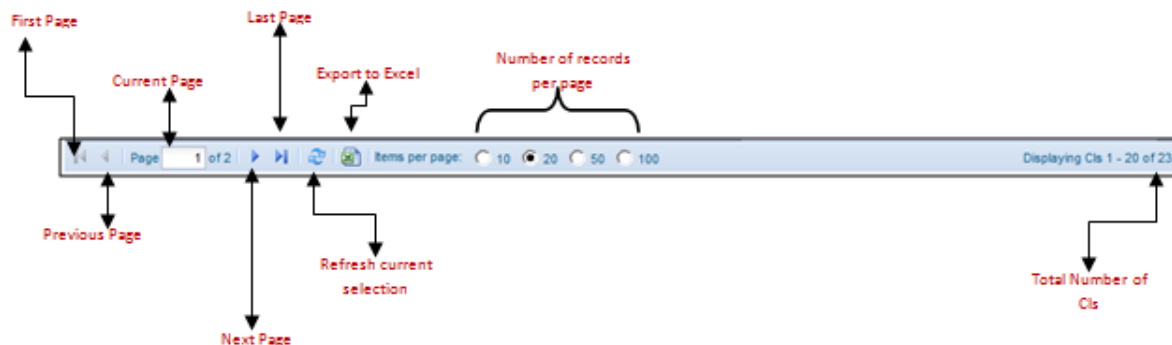 First Page
Last Page
Current Page
Export to Excel
Number of records
per page
Page 1 of 2 Items per page: 10 20 50 100 Displaying CIs 1 - 20 of 23
Previous Page
Refresh current
selection
Total Number of
CIs
Next Page